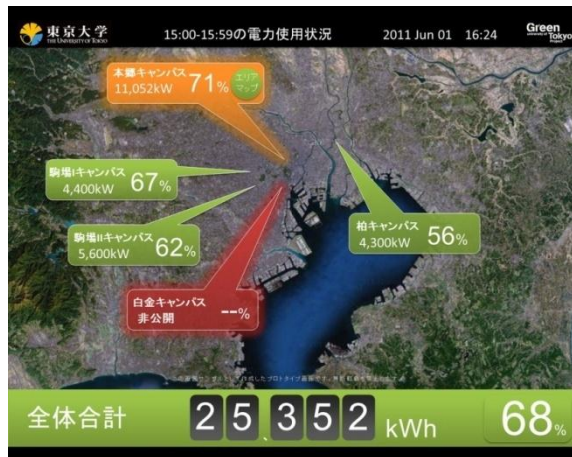 東京大学
THE UNIVERSITY OF TOKYO
15:00-15:59の電力使用状況
2011 Jun 01 16:24
Green
University of Tokyo
Project
本郷キャンパス
11,052kW 71%
エリア
マップ
駒場Iキャンパス
4,400kW 67%
駒場IIキャンパス
5,600kW 62%
柏キャンパス
4,300kW 56%
白金キャンパス
非公開 --%
全体合計 25,352 kWh 68%